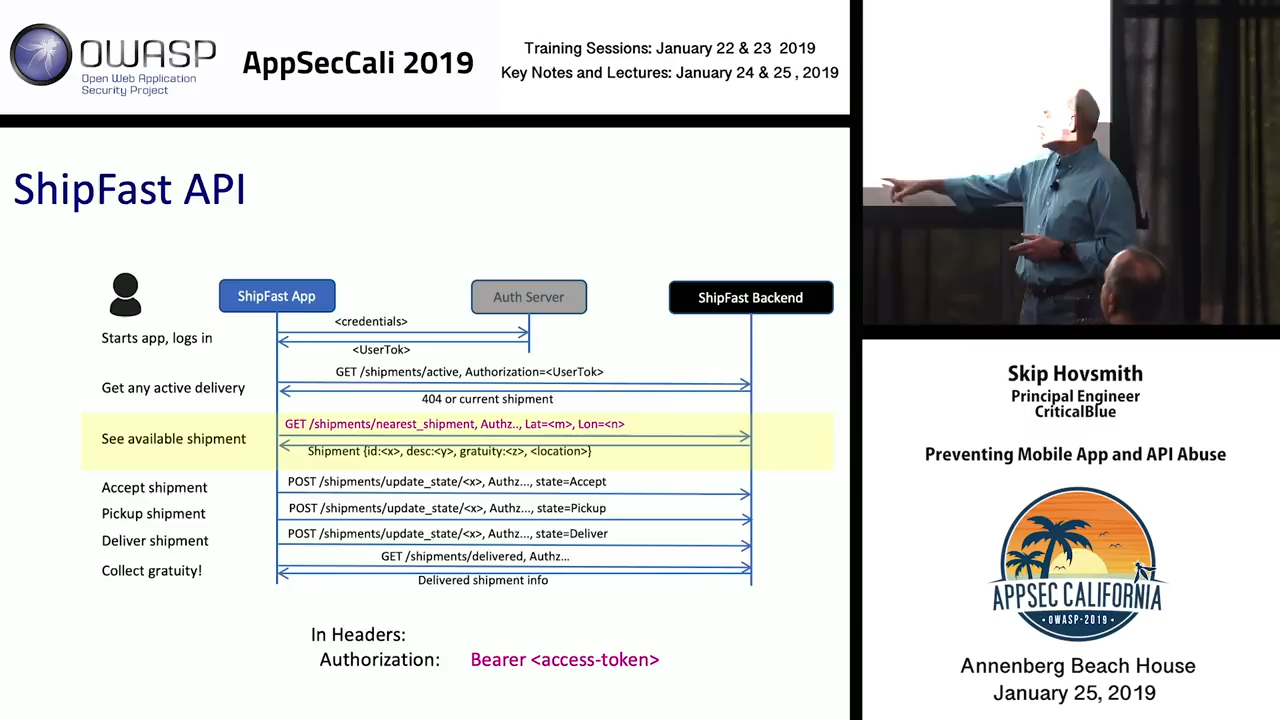 OWASP
Open Web Application
Security Project
AppSecCali 2019
Training Sessions: January 22 & 23 2019
Key Notes and Lectures: January 24 & 25, 2019
ShipFast API
ShipFast App
Auth Server
ShipFast Backend
<credentials>
Starts app, logs in
<UserTok>
GET /shipments/active, Authorization=<UserTok>
Get any active delivery
404 or current shipment
GET /shipments/nearest_shipment, Authz.., Lat=<m>, Lon=<n>
See available shipment
Shipment {id:<x>, desc:<y>, gratuity:<z>, <location>}
Accept shipment
POST /shipments/update_state/<x>, Authz..., state=Accept
Pickup shipment
POST /shipments/update_state/<x>, Authz..., state=Pickup
Deliver shipment
POST /shipments/update_state/<x>, Authz..., state=Deliver
GET /shipments/delivered, Authz...
Collect gratuity!
Delivered shipment info
In Headers:
Authorization: Bearer <access-token>
Skip Hovsmith
Principal Engineer
CriticalBlue
Preventing Mobile App and API Abuse
APPSEC CALIFORNIA
OWASP-2019
Annenberg Beach House
January 25, 2019